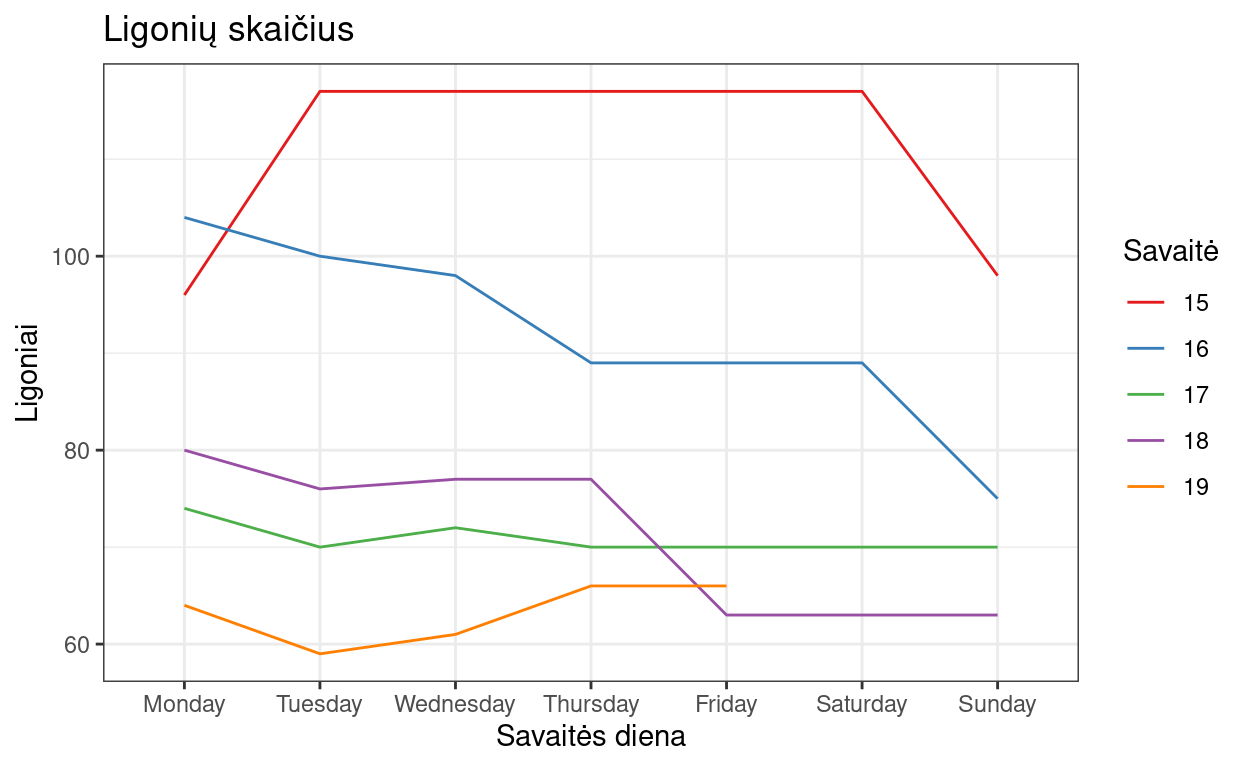 Ligonių skaičius
Ligoniai
100
80
60
Monday Tuesday Wednesday Thursday Friday Saturday Sunday
Savaitės diena
Savaitė
15
16
17
18
19